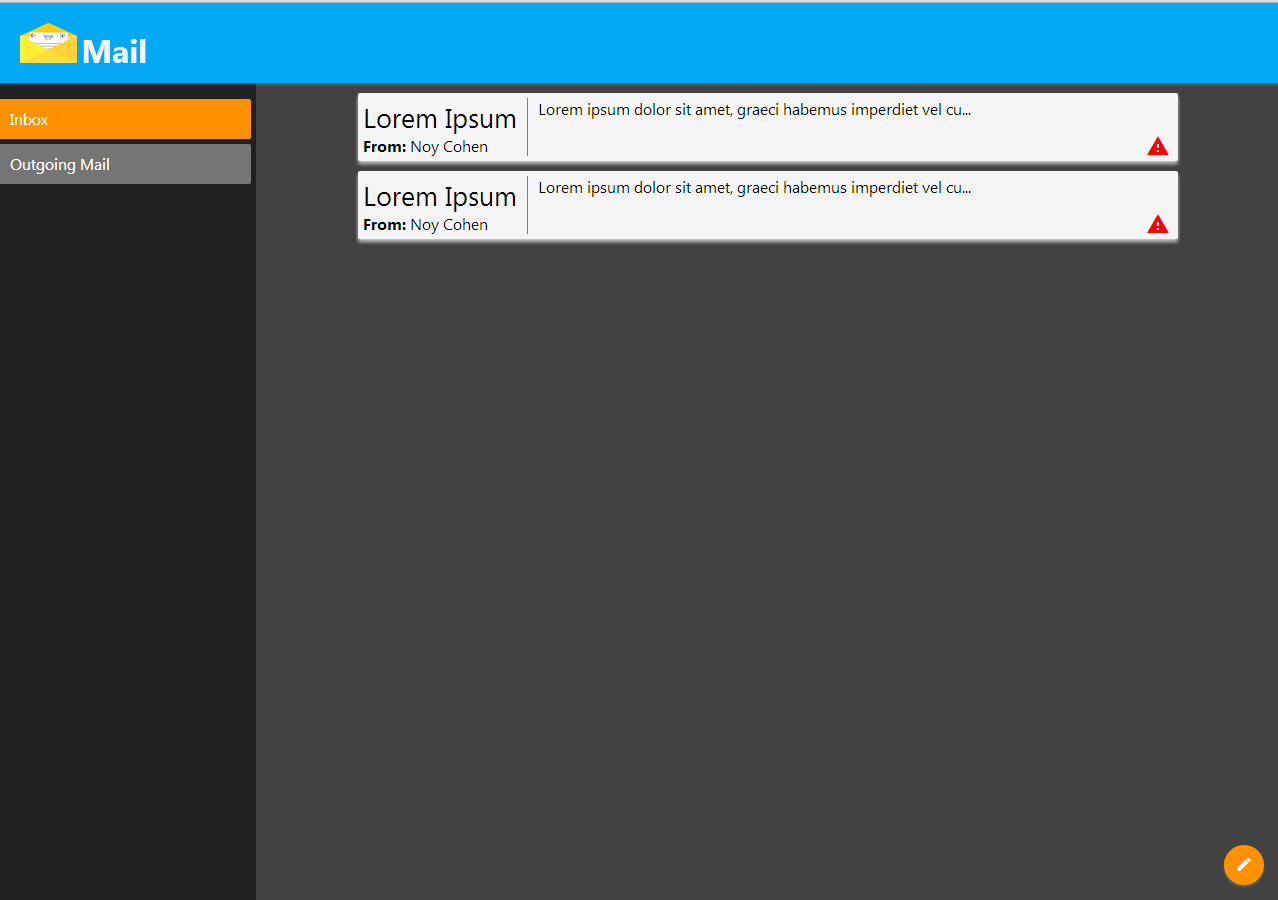 Mail
Inbox
Outgoing Mail
Lorem Ipsum
From: Noy Cohen
Lorem ipsum dolor sit amet, graeci habemus imperdiet vel cu...
Lorem Ipsum
From: Noy Cohen
Lorem ipsum dolor sit amet, graeci habemus imperdiet vel cu...